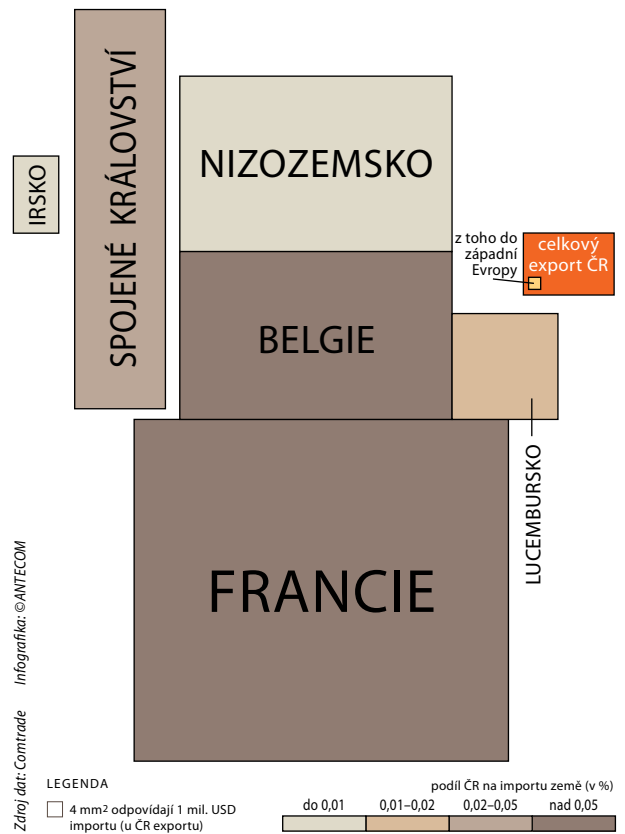 SPOJENÉ KRÁLOVSTVÍ
IRSKO
NIZOZEMSKO
z toho do
západní
Evropy
celkový
export ČR
BELGIE
LUCEMBURSKO
FRANCIE
Zdroj dat: Comtrade Infografika: ©ANTECOM
LEGENDA
4 mm² odpovídají 1 mil. USD
importu (u ČR exportu)
podíl ČR na importu země (v %)
do 0,01 0,01–0,02 0,02–0,05 nad 0,05